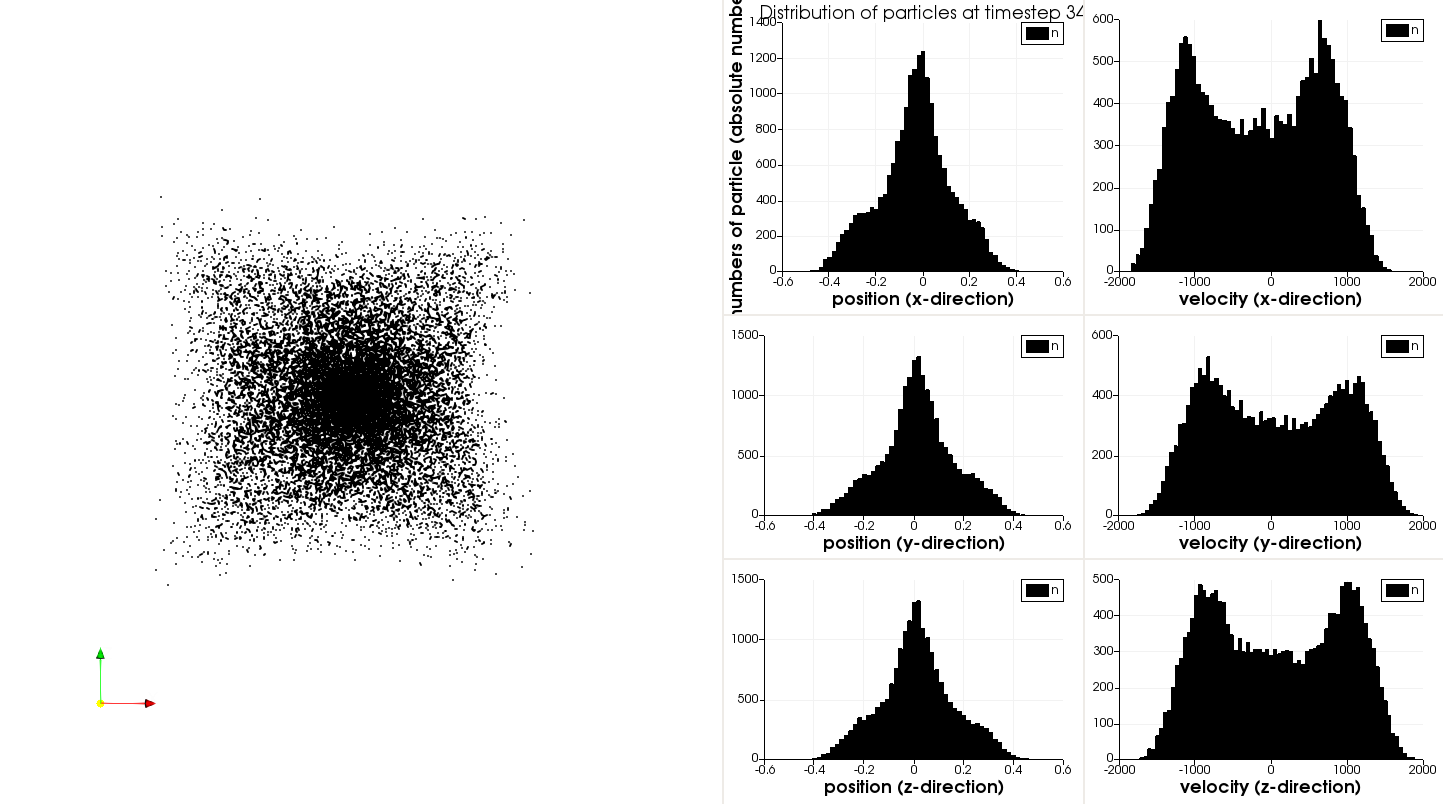 Distribution of particles at timestep 34
numbers of particle (absolute numbe
1400
1200
1000
800
600
400
200
0
-0.6 -0.4 -0.2 0 0.2 0.4 0.6
position (x-direction)
n
600
500
400
300
200
100
0
-2000 -1000 0 1000 2000
velocity (x-direction)
n
1500
1000
500
0
-0.6 -0.4 -0.2 0 0.2 0.4 0.6
position (y-direction)
n
600
400
200
0
-2000 -1000 0 1000 2000
velocity (y-direction)
n
1500
1000
500
0
-0.6 -0.4 -0.2 0 0.2 0.4 0.6
position (z-direction)
n
500
400
300
200
100
0
-2000 -1000 0 1000 2000
velocity (z-direction)
n